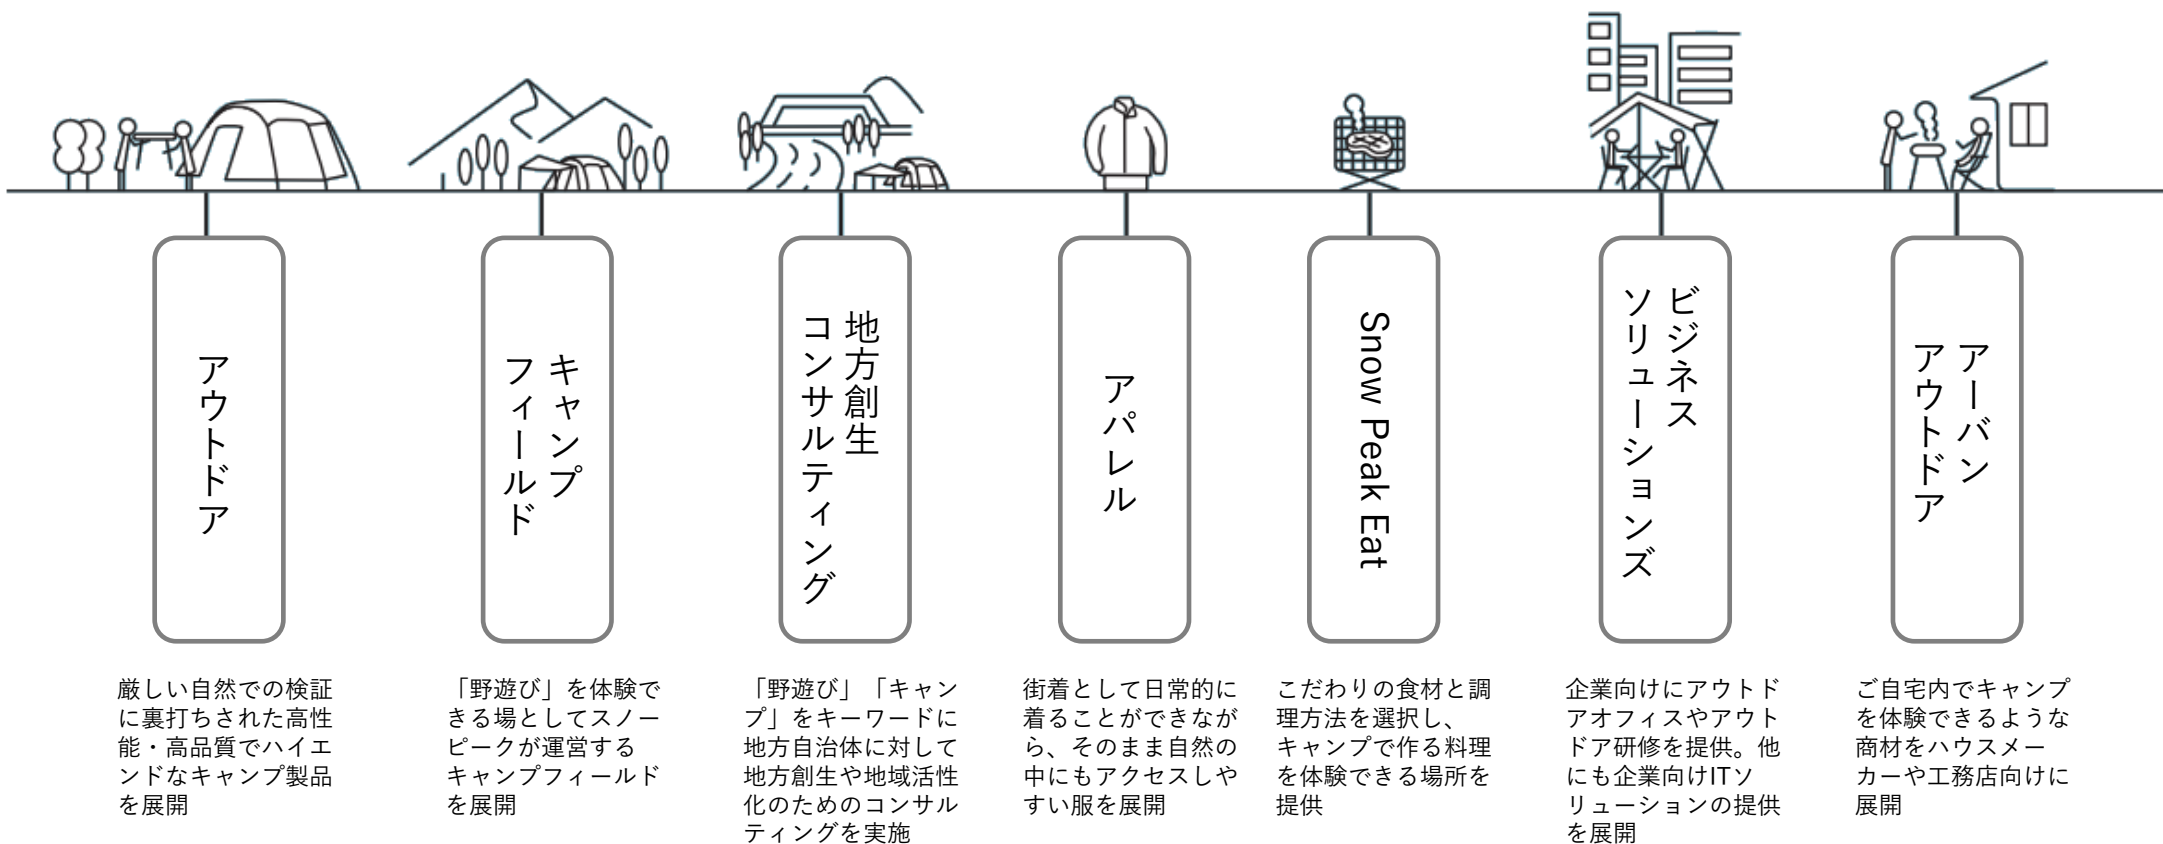 アウトドア
厳しい自然での検証
に裏打ちされた高性
能・高品質でハイエ
ンドなキャンプ製品
を展開
キャンプ
フィールド
「野遊び」を体験で
きる場としてスノー
ピークが運営する
キャンプフィールド
を展開
地方創生
コンサルティング
「野遊び」「キャン
プ」をキーワードに
地方自治体に対して
地方創生や地域活性
化のためのコンサル
ティングを実施
アパレル
街着として日常的に
着ることができなが
ら、そのまま自然の
中にもアクセスしや
すい服を展開
Snow Peak Eat
こだわりの食材と調
理方法を選択し、
キャンプで作る料理
を体験できる場所を
提供
ビジネス
ソリューションズ
企業向けにアウトド
アオフィスやアウト
ドア研修を提供。他
にも企業向けITソ
リューションの提供
を展開
アーバン
アウトドア
ご自宅内でキャンプ
を体験できるような
商材をハウスメー
カーや工務店向けに
展開